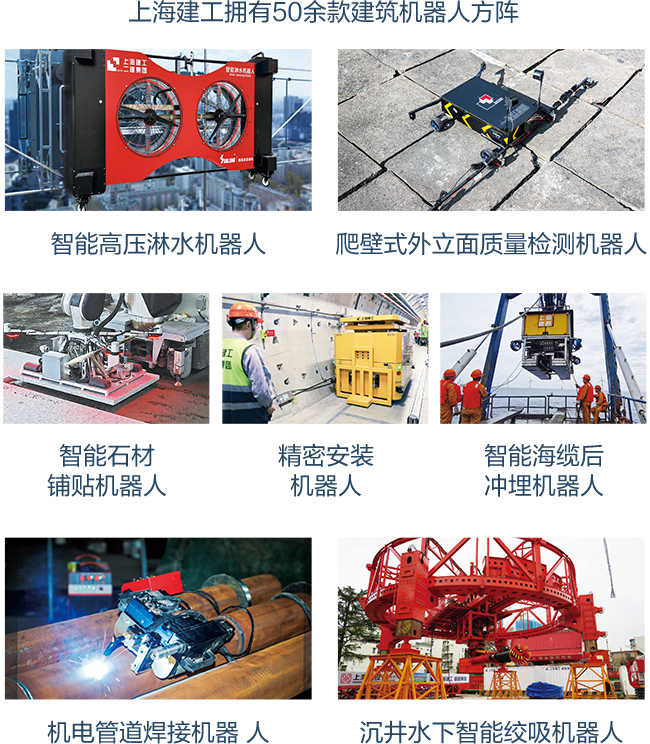 上海建工拥有50余款建筑机器人方阵
上海建工
二建集团
智能淋水机器人
智能高压淋水机器人
爬壁式外立面质量检测机器人
建工
智能石材
铺贴机器人
精密安装
机器人
智能海缆后
冲埋机器人
机电管道焊接机器 人
沉井水下智能绞吸机器人